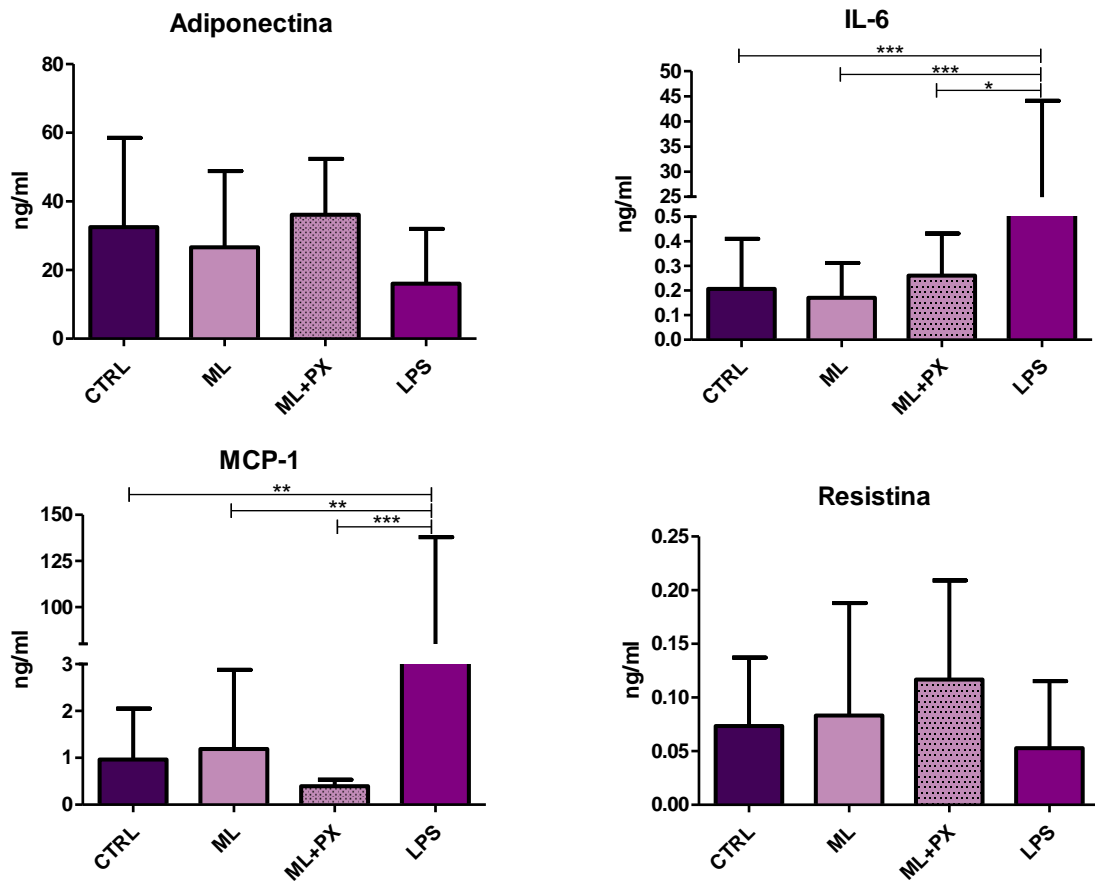 Adiponectina
ng/ml
80
60
40
20
0
CTRL
ML
ML+PX
LPS
IL-6
***
***
*
ng/ml
50
45
40
35
30
25
0.5
0.4
0.3
0.2
0.1
0.0
CTRL
ML
ML+PX
LPS
MCP-1
**
**
***
ng/ml
150
125
100
3
2
1
0
CTRL
ML
ML+PX
LPS
Resistina
ng/ml
0.25
0.20
0.15
0.10
0.05
0.00
CTRL
ML
ML+PX
LPS